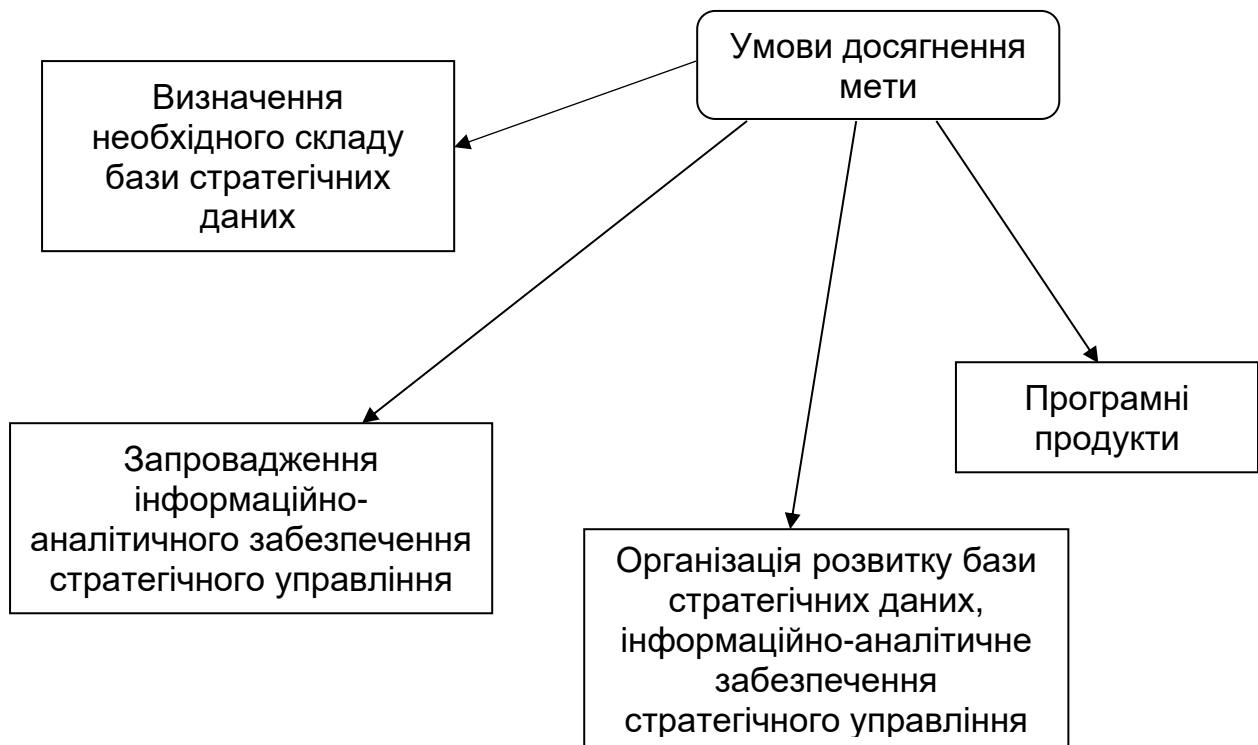 Умови досягнення
мети
Визначення
необхідного складу
бази стратегічних
даних
Програмні
продукти
Запровадження
інформаційно-
аналітичного забезпечення
стратегічного управління
Організація розвитку бази
стратегічних даних,
інформаційно-аналітичне
забезпечення
стратегічного управління